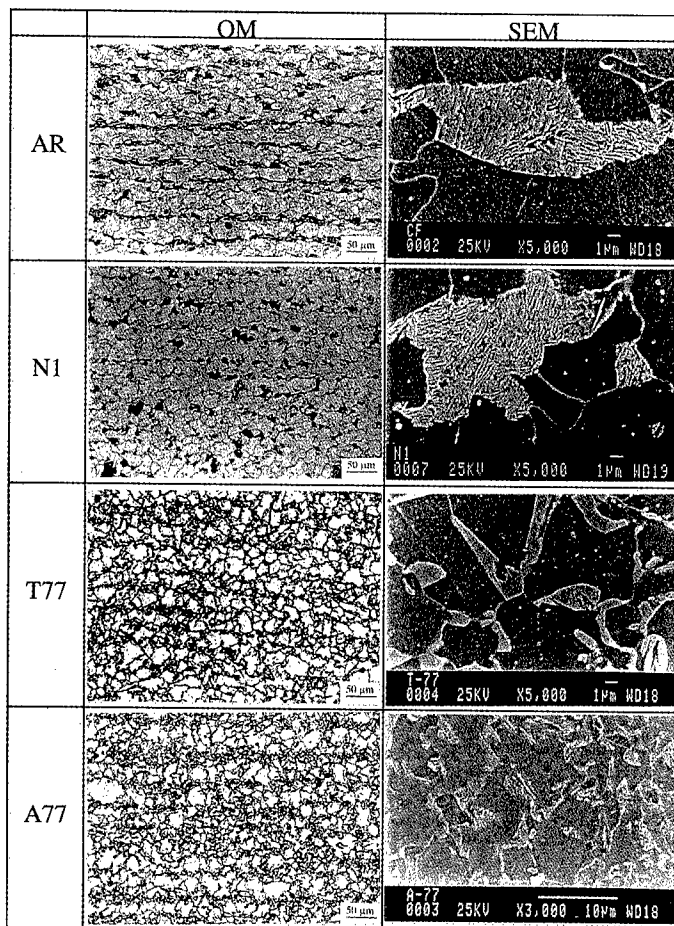 OM SEM
AR
50 µm
CF
0002 25KV X5,000 1µm WD18
N1
50 µm
N1
0007 25KV X5,000 1µm WD19
T77
50 µm
T-77
0004 25KV X5,000 1µm WD18
A77
50 µm
A-77
0003 X3,000 10µm WD18